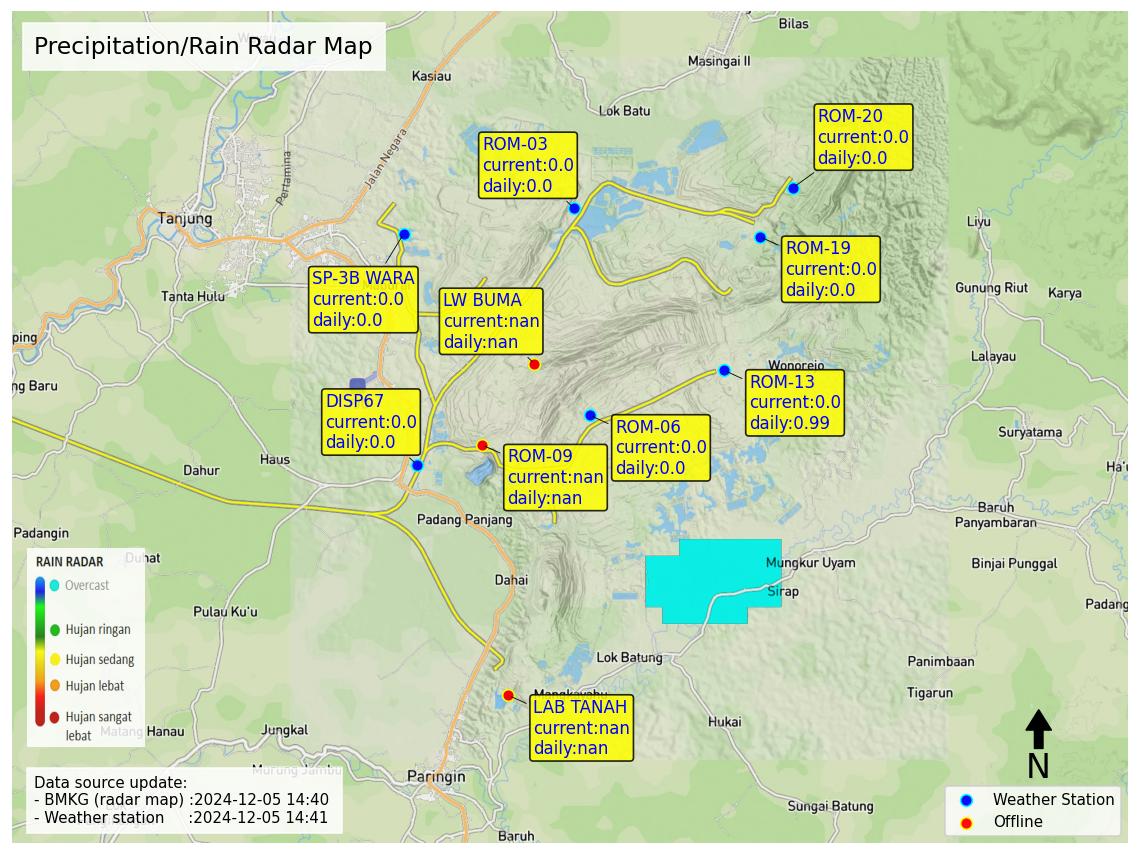 Precipitation/Rain Radar Map
Bilas
Masingai II
Kasiau
Lok Batu
Jalan Negara
Pertamina
Tanjung
Tanta Hulu
ROM-03
current:0.0
daily:0.0
ROM-20
current:0.0
daily:0.0
ROM-19
current:0.0
daily:0.0
SP-3B WARA
current:0.0
daily:0.0
LW BUMA
current:nan
daily:nan
Liyu
Gunung Riut
Karya
Lalayau
Wonorejo
ping
ng Baru
ROM-13
current:0.0
daily:0.99
DISP67
current:0.0
daily:0.0
ROM-06
current:0.0
daily:0.0
ROM-09
current:nan
daily:nan
Suryatama
Ha'u
Haus
Dahur
Padang Panjang
Baruh
Panyambaran
Padangin
Duhat
Binjai Punggal
Mungkur Uyam
Sirap
Dahai
Padang
Pulau Ku'u
RAIN RADAR
Overcast
Hujan ringan
Hujan sedang
Hujan lebat
Hujan sangat
lebat
Lok Batung
Panimbaan
Tigarun
Mangkayahu
LAB TANAH
current:nan
daily:nan
Hukai
Matang Hanau
Jungkal
Murung Jambu
Paringin
Sungai Batung
Baruh
N
Data source update:
- BMKG (radar map) :2024-12-05 14:40
- Weather station :2024-12-05 14:41
Weather Station
Offline